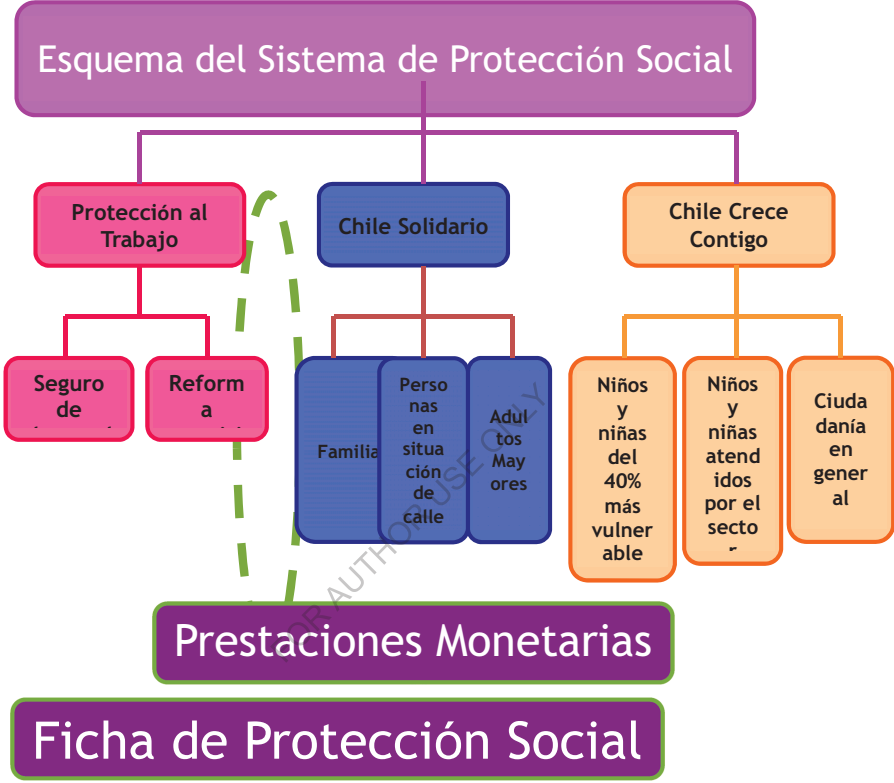 Esquema del Sistema de Protección Social
Protección al
Trabajo
Chile Solidario
Chile Crece
Contigo
Seguro
de
Reform
a
Familia
Perso
nas
en
situa
ción
de
calle
Adul
tos
May
ores
Niños
y
niñas
del
40%
más
vulner
able
Niños
y
niñas
atend
idos
por el
secto
r
Ciuda
danía
en
gener
al
FOR AUTHOR USE ONLY
Prestaciones Monetarias
Ficha de Protección Social